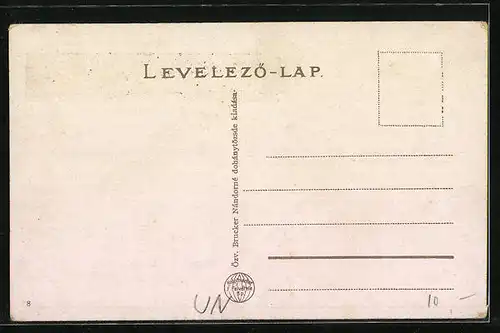 LEVELEZŐ-LAP.
Özv. Brucker Nándorné dohánytőzsde kiadása.
8
UN
10 -